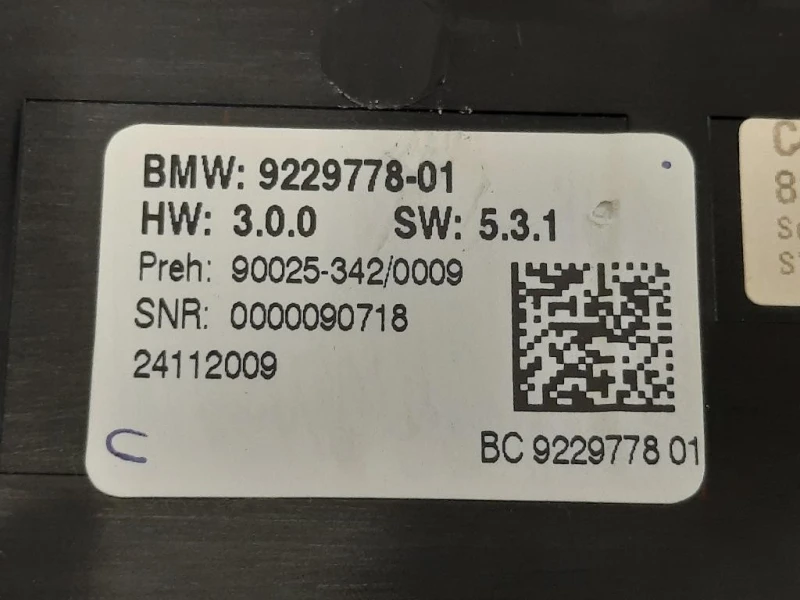 BMW: 9229778-01
HW: 3.0.0 SW: 5.3.1
Preh: 90025-342/0009
SNR: 0000090718
24112009
BC 9229778 01
C
8